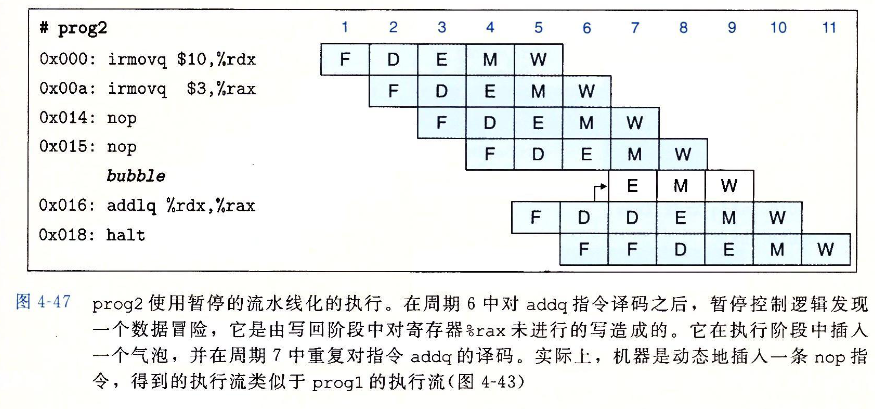 # prog2 1 2 3 4 5 6 7 8 9 10 11
0x000: irmovq $10,%rdx F D E M W
0x00a: irmovq $3,%rax F D E M W
0x014: nop F D E M W
0x015: nop F D E M W
bubble E M W
0x016: addlq %rdx,%rax F D D E M W
0x018: halt F F D E M W
图 4-47 prog2 使用暂停的流水线化的执行。在周期 6 中对 addq 指令译码之后，暂停控制逻辑发现
一个数据冒险，它是由写回阶段中对寄存器%rax 未进行的写造成的。它在执行阶段中插入
一个气泡，并在周期 7 中重复对指令 addq 的译码。实际上，机器是动态地插入一条 nop 指
令，得到的执行流类似于 prog1 的执行流(图 4-43)